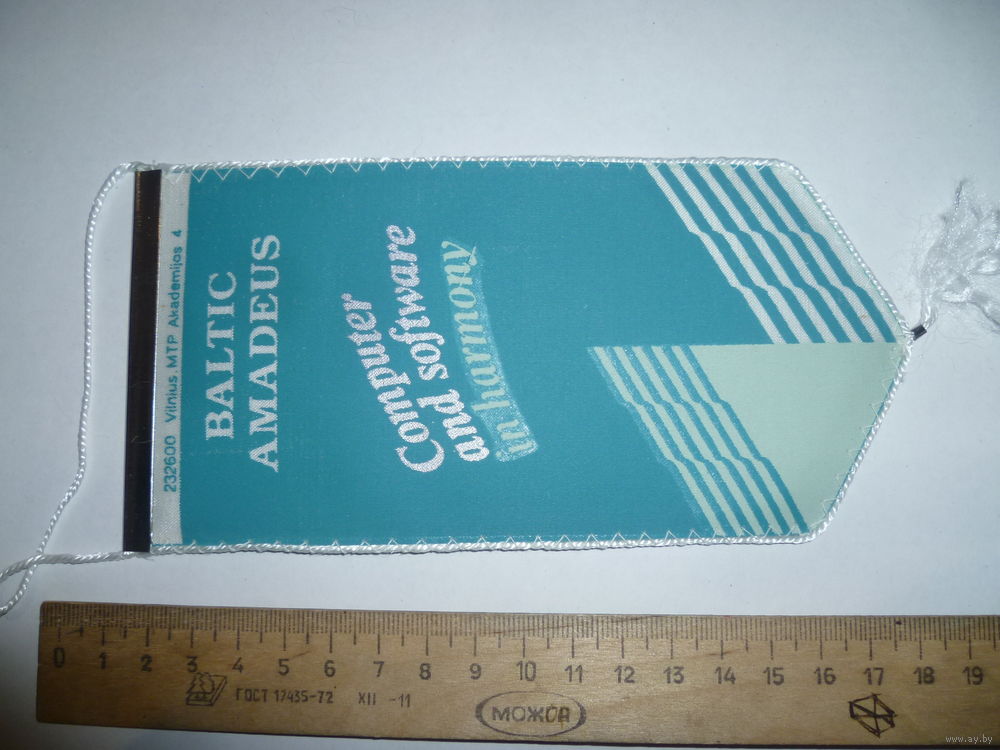 232600 Vilnius MTP Akademijos 4
BALTIC
AMADEUS
Computer
and software
in harmony
0 1 2 3 4 5 6 7 8 9 10 11 12 13 14 15 16 17 18 19
ГОСТ 17435-72 XII -11
МОЖГА
www.ay.by